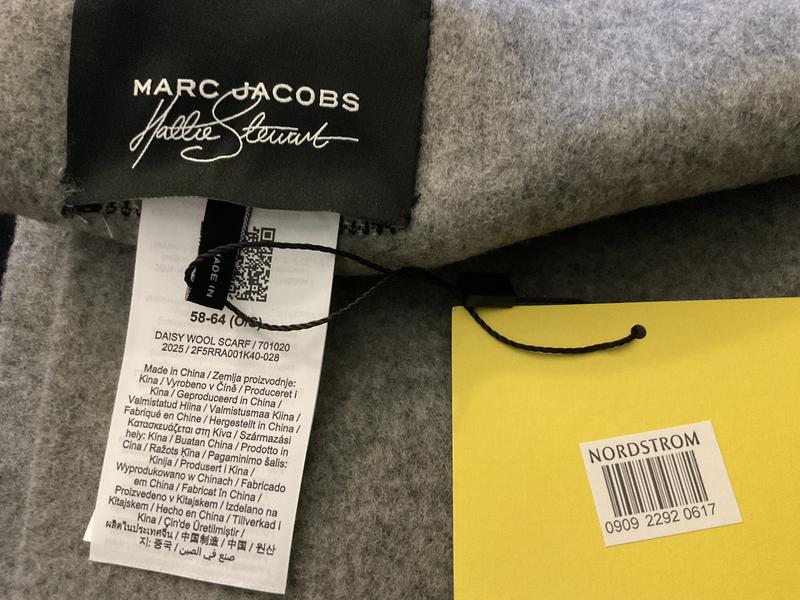 MARC JACOBS
Hallie Stewart
MADE IN
58-64 (O/S)
DAISY WOOL SCARF / 701020
2025 / 2F5RRA001K40-028
Made in China / Zemlja proizvodnje:
Kina / Vyrobeno v Číně / Produceret i
Kina / Geproduceerd in China /
Valmistatud Hiina / Valmistusmaa Kiina /
Fabriqué en Chine / Hergestellt in China /
Κατασκευάζεται στη Κίνα / Származási
hely: Kína / Buatan China / Prodotto in
Cina / Ražots Ķīna / Pagaminimo šalis:
Kinija / Produsert i Kina /
Wyprodukowano w Chinach / Fabricado
em China / Fabricat în China /
Proizvedeno v Kitajskem / Izdelano na
Kitajskem / Hecho en China / Tillverkad i
Kina / Çin'de Üretilmiştir /
ผลิตในประเทศจีน / 中国制造 / 中国 / 원산
지: 중국 / صنع في الصين
NORDSTROM
0909 2292 0617